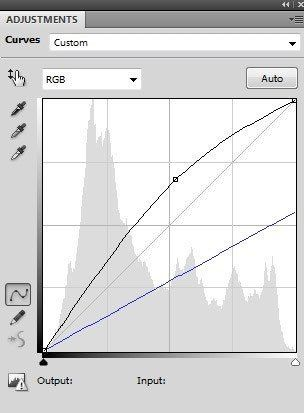 ADJUSTMENTS
Curves
Custom
RGB
Auto
Output:
Input: